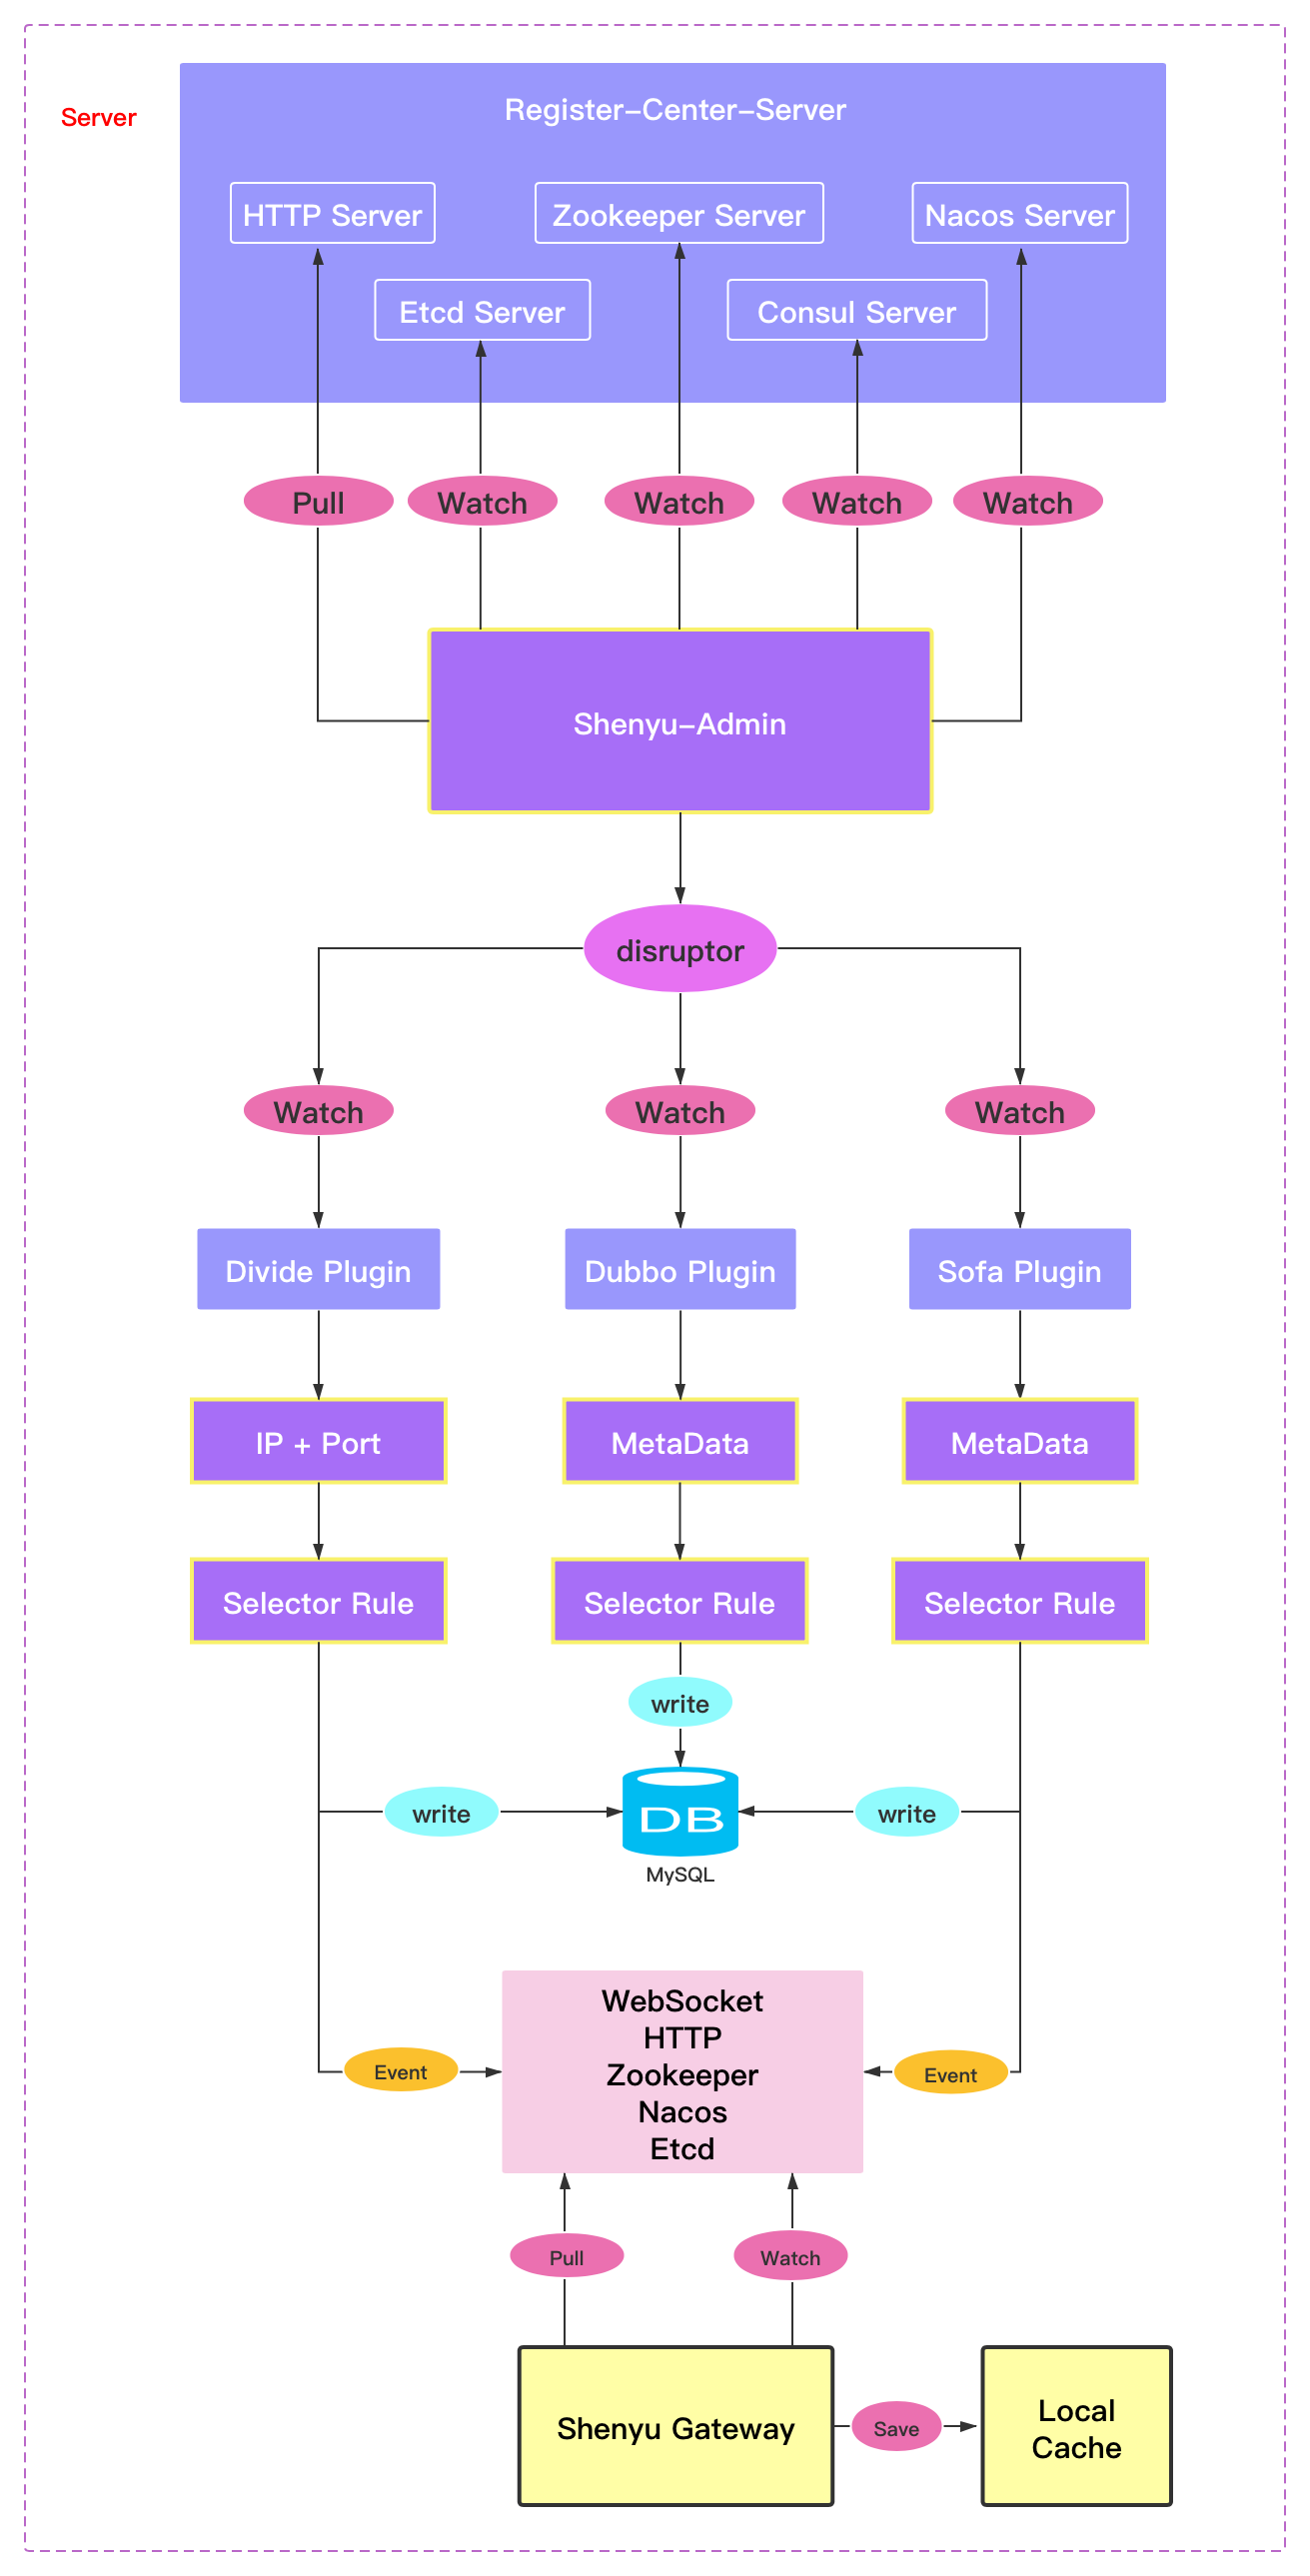 Server
Register-Center-Server
HTTP Server
Zookeeper Server
Nacos Server
Etcd Server
Consul Server
Pull
Watch
Watch
Watch
Watch
Shenyu-Admin
disruptor
Watch
Watch
Watch
Divide Plugin
Dubbo Plugin
Sofa Plugin
IP + Port
MetaData
MetaData
Selector Rule
Selector Rule
Selector Rule
write
write
DB
write
MySQL
WebSocket
HTTP
Zookeeper
Nacos
Etcd
Event
Event
Pull
Watch
Shenyu Gateway
Save
Local
Cache